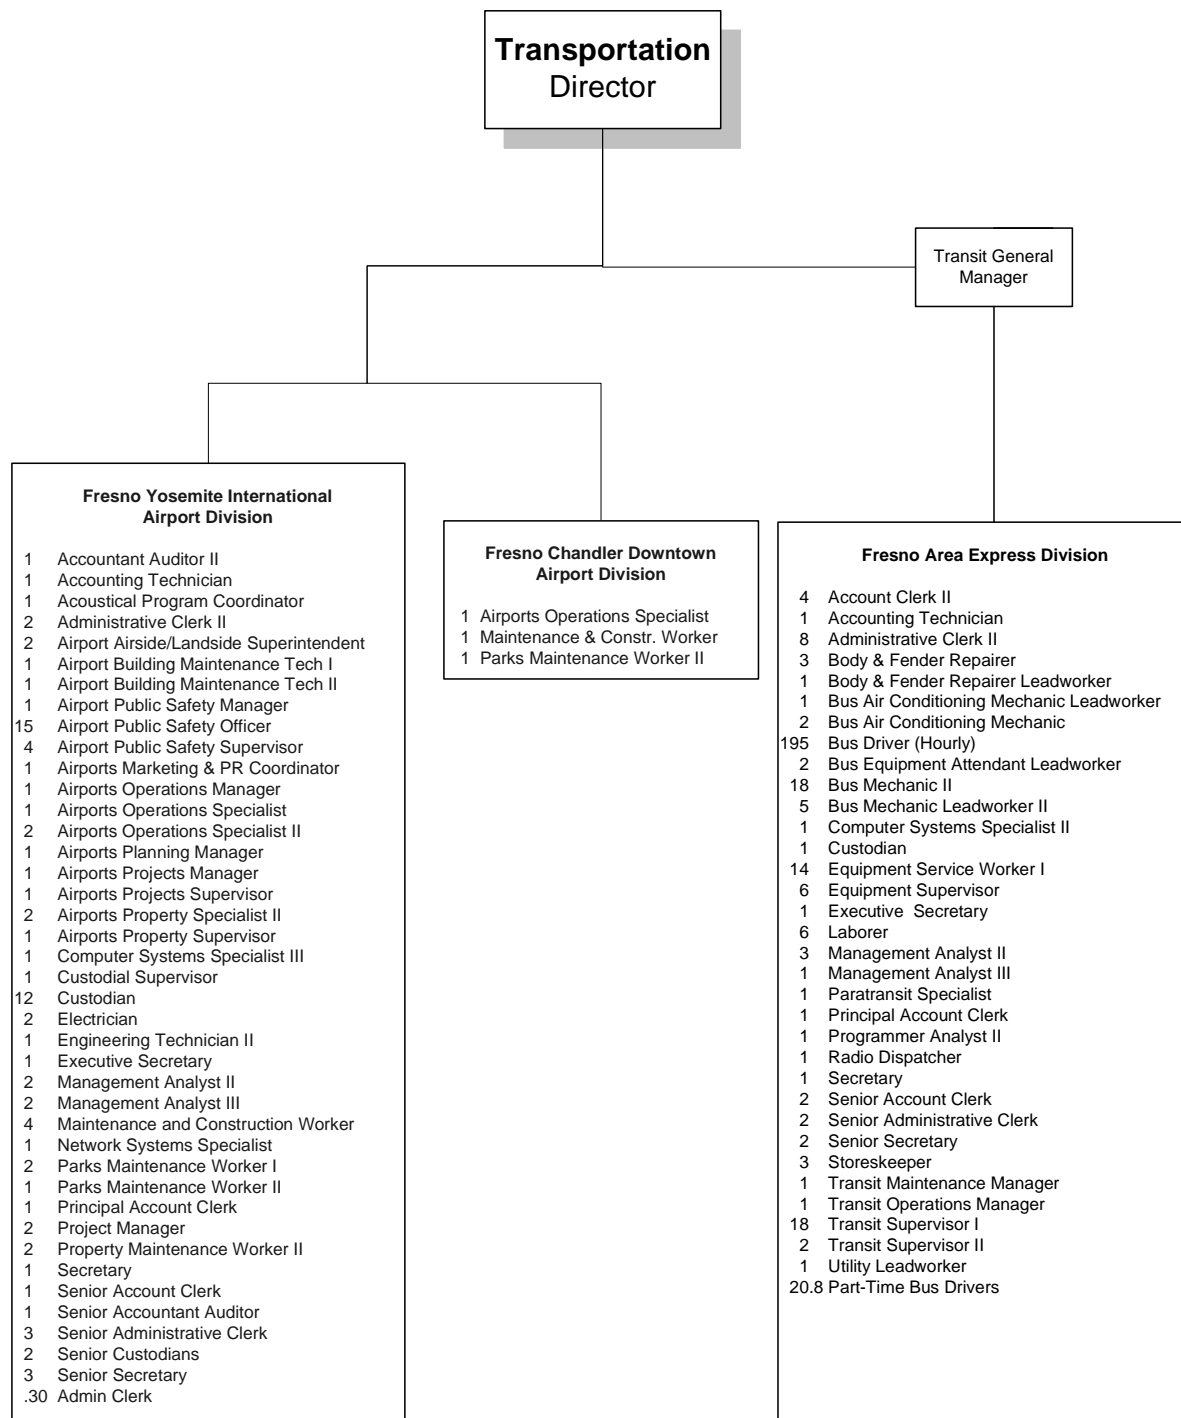 Transportation
Director
Transit General
Manager
Fresno Yosemite International
Airport Division
1 Accountant Auditor II
1 Accounting Technician
1 Acoustical Program Coordinator
2 Administrative Clerk II
2 Airport Airside/Landside Superintendent
1 Airport Building Maintenance Tech I
1 Airport Building Maintenance Tech II
1 Airport Public Safety Manager
15 Airport Public Safety Officer
4 Airport Public Safety Supervisor
1 Airports Marketing & PR Coordinator
1 Airports Operations Manager
1 Airports Operations Specialist
2 Airports Operations Specialist II
1 Airports Planning Manager
1 Airports Projects Manager
1 Airports Projects Supervisor
2 Airports Property Specialist II
1 Airports Property Supervisor
1 Computer Systems Specialist III
1 Custodial Supervisor
12 Custodian
2 Electrician
1 Engineering Technician II
1 Executive Secretary
2 Management Analyst II
2 Management Analyst III
4 Maintenance and Construction Worker
1 Network Systems Specialist
2 Parks Maintenance Worker I
1 Parks Maintenance Worker II
1 Principal Account Clerk
2 Project Manager
2 Property Maintenance Worker II
1 Secretary
1 Senior Account Clerk
1 Senior Accountant Auditor
3 Senior Administrative Clerk
2 Senior Custodians
3 Senior Secretary
.30 Admin Clerk
Fresno Chandler Downtown
Airport Division
1 Airports Operations Specialist
1 Maintenance & Constr. Worker
1 Parks Maintenance Worker II
Fresno Area Express Division
4 Account Clerk II
1 Accounting Technician
8 Administrative Clerk II
3 Body & Fender Repairer
1 Body & Fender Repairer Leadworker
1 Bus Air Conditioning Mechanic Leadworker
2 Bus Air Conditioning Mechanic
195 Bus Driver (Hourly)
2 Bus Equipment Attendant Leadworker
18 Bus Mechanic II
5 Bus Mechanic Leadworker II
1 Computer Systems Specialist II
1 Custodian
14 Equipment Service Worker I
6 Equipment Supervisor
1 Executive Secretary
6 Laborer
3 Management Analyst II
1 Management Analyst III
1 Paratransit Specialist
1 Principal Account Clerk
1 Programmer Analyst II
1 Radio Dispatcher
1 Secretary
2 Senior Account Clerk
2 Senior Administrative Clerk
2 Senior Secretary
3 Storeskeeper
1 Transit Maintenance Manager
1 Transit Operations Manager
18 Transit Supervisor I
2 Transit Supervisor II
1 Utility Leadworker
20.8 Part-Time Bus Drivers